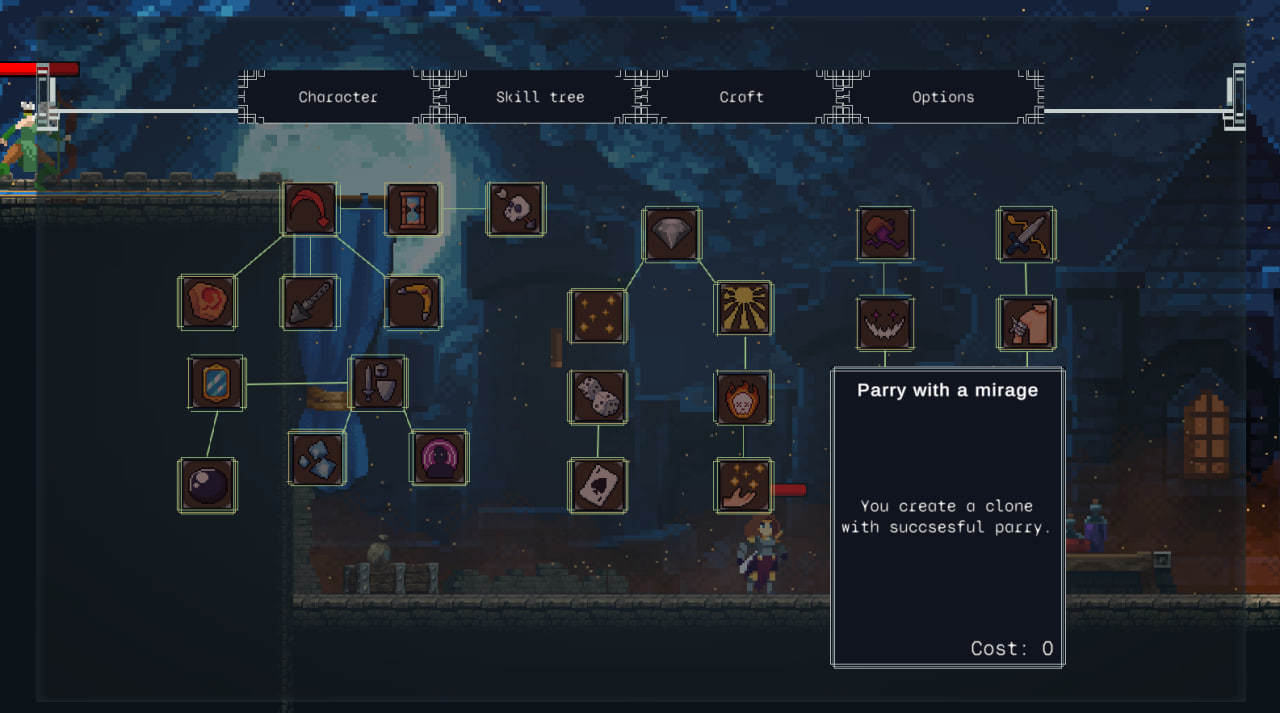 Character
Skill tree
Craft
Options
Parry with a mirage
You create a clone
with succsesful parry.
Cost: 0